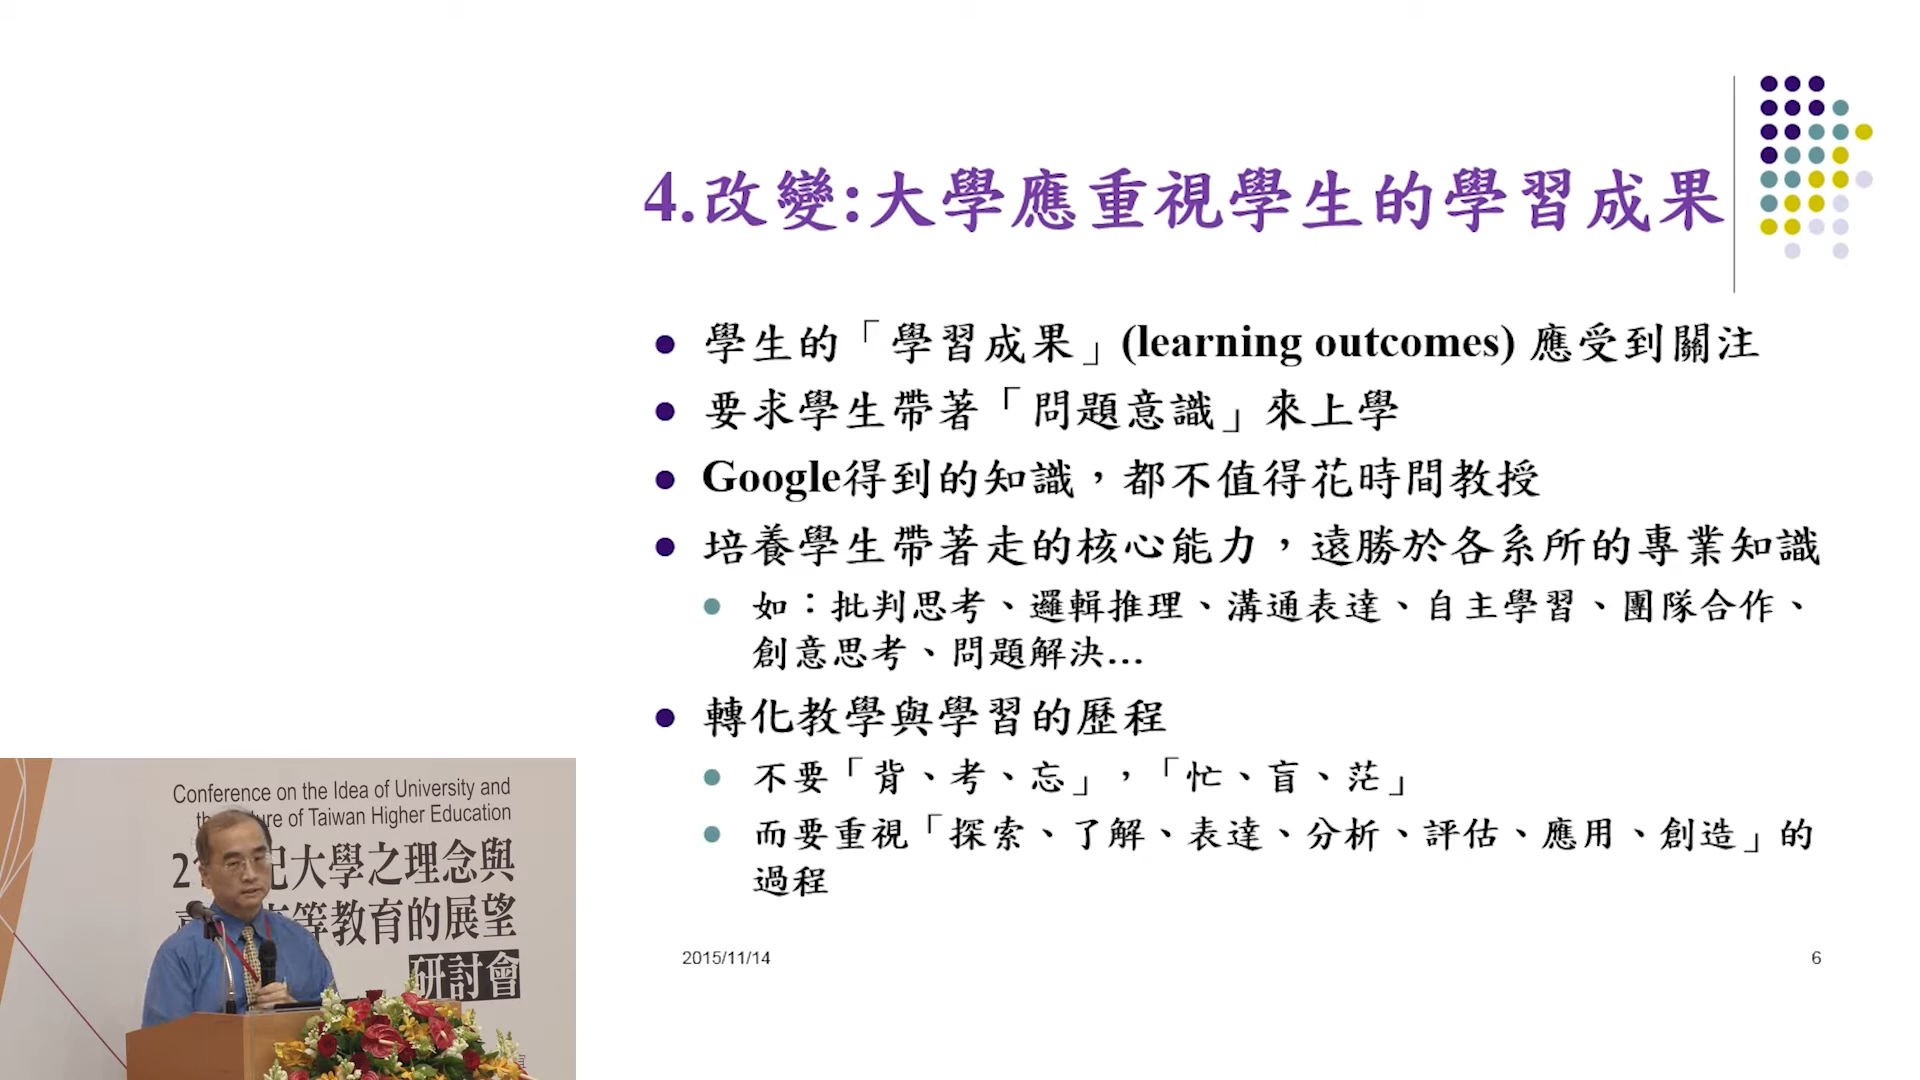 4.改變:大學應重視學生的學習成果
學生的「學習成果」(learning outcomes) 應受到關注
要求學生帶著「問題意識」來上學
Google得到的知識，都不值得花時間教授
培養學生帶著走的核心能力，遠勝於各系所的專業知識
如：批判思考、邏輯推理、溝通表達、自主學習、團隊合作、
創意思考、問題解決...
轉化教學與學習的歷程
不要「背、考、忘」，「忙、盲、茫」
而要重視「探索、了解、表達、分析、評估、應用、創造」的
過程
2015/11/14
6
Conference on the Idea of University and
of Taiwan Higher Education
大學之理念與
等教育的展望
研討會